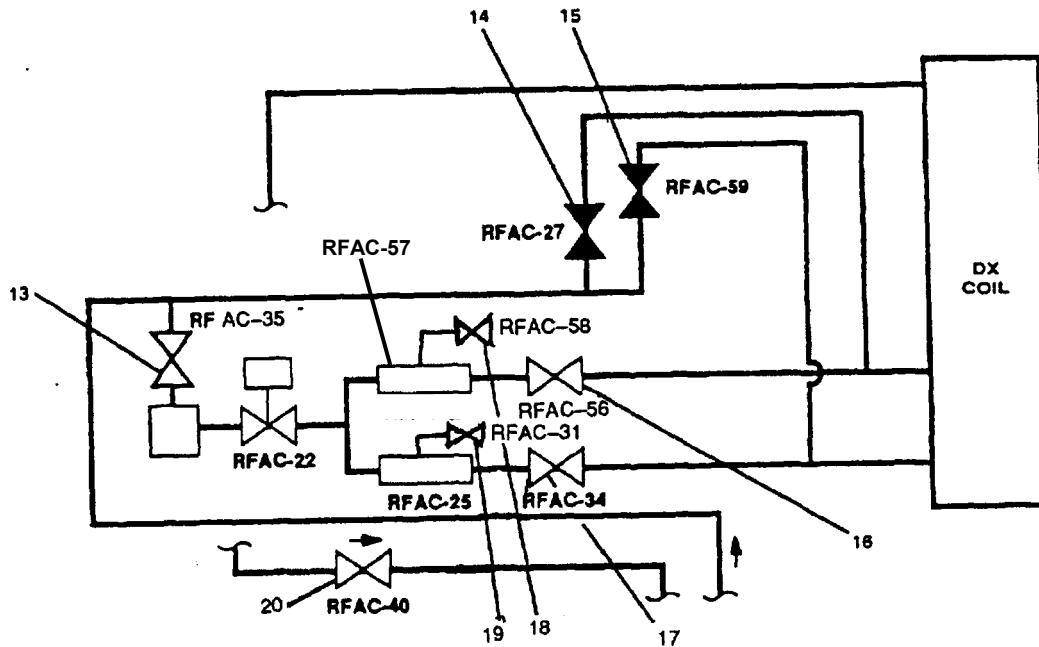 14
15
RFAC-59
RFAC-27
RFAC-57
DX
COIL
13
RF AC-35
RFAC-58
RFAC-56
RFAC-31
RFAC-22
RFAC-25
RFAC-34
16
20
RFAC-40
19
18
17